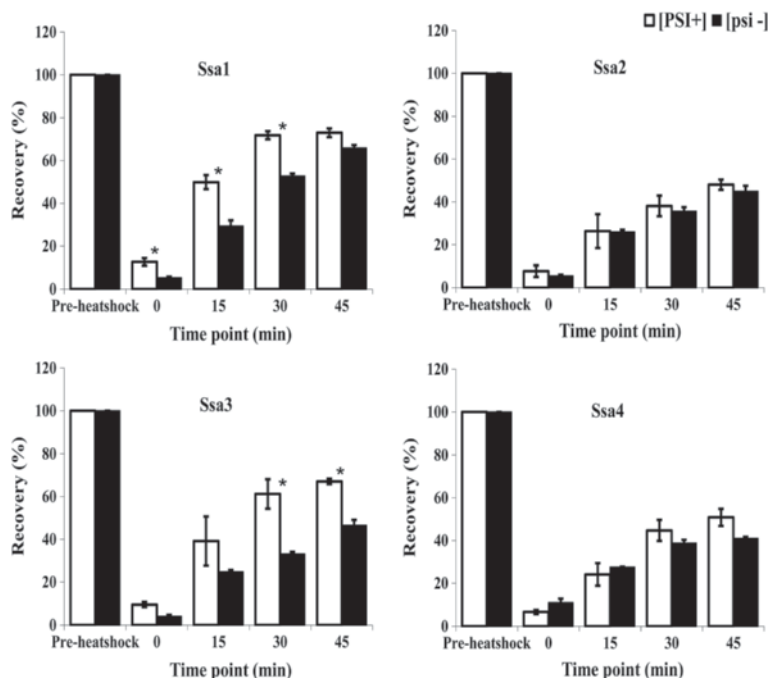 [PSI+] [psi -]
Ssa1
Recovery (%)
120
100
80
60
40
20
0
* * *
Pre-heatshock 0 15 30 45
Time point (min)
Ssa2
Recovery (%)
120
100
80
60
40
20
0
Pre-heatshock 0 15 30 45
Time point (min)
Ssa3
Recovery (%)
120
100
80
60
40
20
0
* *
Pre-heatshock 0 15 30 45
Time point (min)
Ssa4
Recovery (%)
120
100
80
60
40
20
0
Pre-heatshock 0 15 30 45
Time point (min)